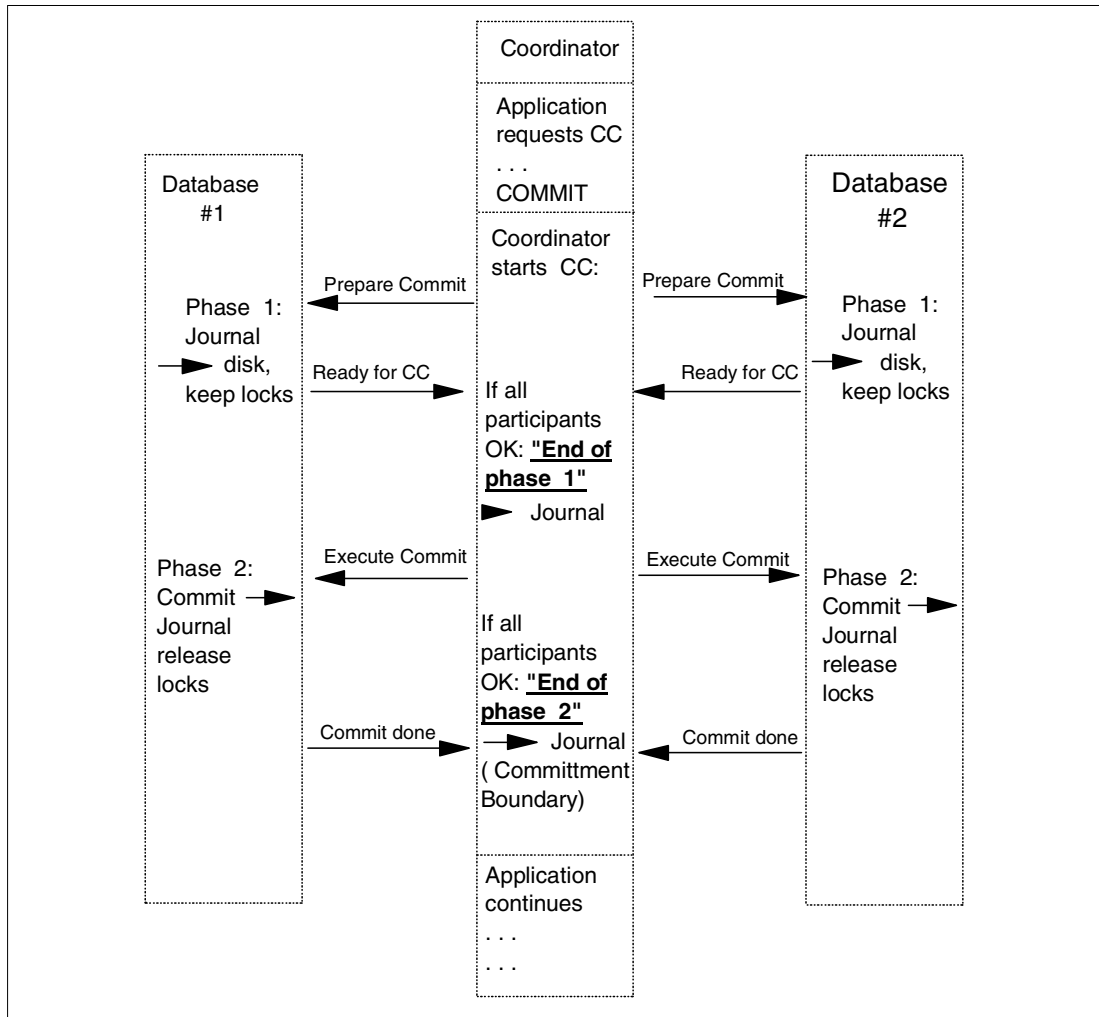 Coordinator
Application
requests CC
. . .
COMMIT
Database
#1
Database
#2
Coordinator
starts CC:
Prepare Commit
Prepare Commit
Phase 1:
Journal
disk,
keep locks
Phase 1:
Journal
disk,
keep locks
Ready for CC
Ready for CC
If all
participants
OK: "End of
phase 1"
Journal
Execute Commit
Execute Commit
Phase 2:
Commit
Journal
release
locks
Phase 2:
Commit
Journal
release
locks
If all
participants
OK: "End of
phase 2"
Journal
( Committment
Boundary)
Commit done
Commit done
Application
continues
. . .
. . .